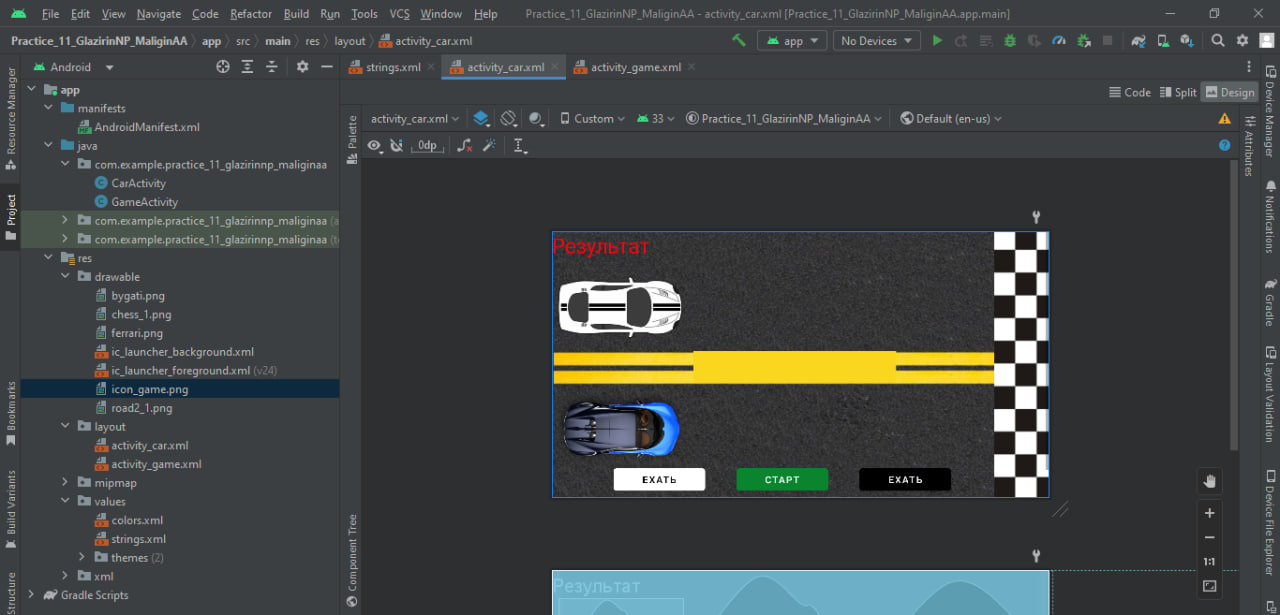 File Edit View Navigate Code Refactor Build Run Tools VCS Window Help Practice_11_GlazirinNP_MaliginAA - activity_car.xml [Practice_11_GlazirinNP_MaliginAA.app.main]
Practice_11_GlazirinNP_MaliginAA app src main res layout activity_car.xml app No Devices
Android strings.xml activity_car.xml activity_game.xml
Code Split Design
activity_car.xml Custom 33 Practice_11_GlazirinNP_MaliginAA Default (en-us)
0dp
Resource Manager
Project
Bookmarks
Build Variants
Structure
app
manifests
AndroidManifest.xml
java
com.example.practice_11_glazirinnp_maliginaa
CarActivity
GameActivity
com.example.practice_11_glazirinnp_maliginaa (a
com.example.practice_11_glazirinnp_maliginaa (t
res
drawable
bygati.png
chess_1.png
ferrari.png
ic_launcher_background.xml
ic_launcher_foreground.xml (v24)
icon_game.png
road2_1.png
layout
activity_car.xml
activity_game.xml
mipmap
values
colors.xml
strings.xml
themes (2)
xml
Gradle Scripts
Palette
Component Tree
Результат
ЕХАТЬ СТАРТ ЕХАТЬ
Результат
1:1
Attributes
Device Manager
Notifications
Gradle
Layout Validation
Device File Explorer